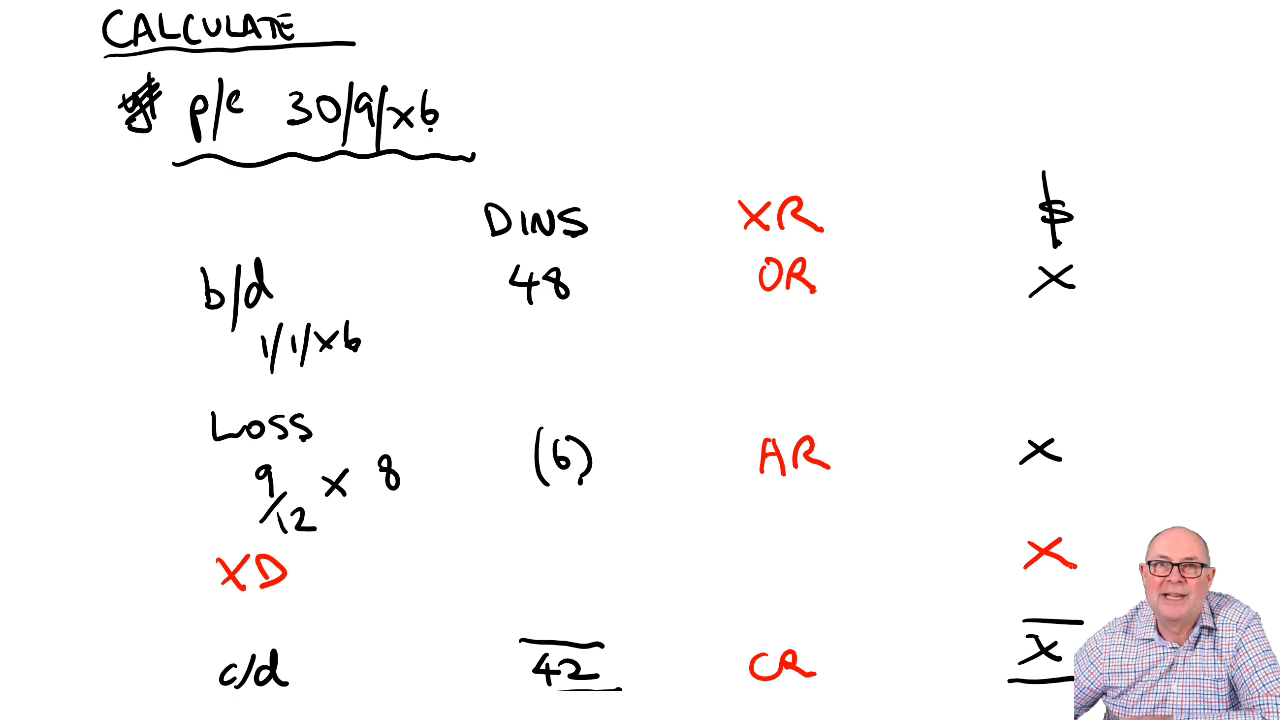 CALCULATE
p/e 30/9/x6
DINS XR $
b/d 48 OR X
1/1/x6
LOSS (6) AR X
9/12 x 8
XD X
c/d 42 CR X